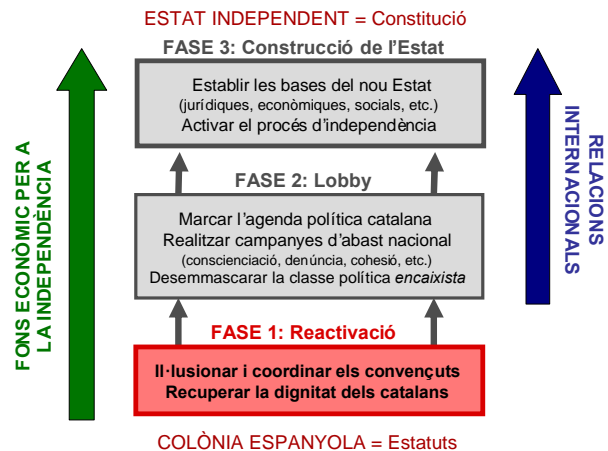 ESTAT INDEPENDENT = Constitució
FASE 3: Construcció de l'Estat
Establir les bases del nou Estat
(jurídiques, econòmiques, socials, etc.)
Activar el procés d'independència
FASE 2: Lobby
Marcar l'agenda política catalana
Realitzar campanyes d'abast nacional
(conscienciació, denúncia, cohesió, etc.)
Desemmascarar la classe política encaixista
FASE 1: Reactivació
Il·lusionar i coordinar els convençuts
Recuperar la dignitat dels catalans
COLÒNIA ESPANYOLA = Estatuts
FONS ECONÒMIC PER A
LA INDEPENDÈNCIA
RELACIONS
INTERNACIONALS